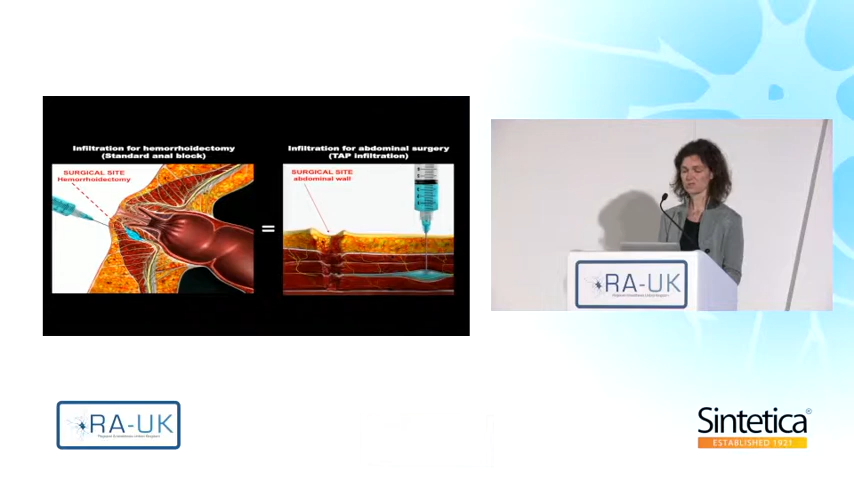 Infiltration for hemorrhoidectomy
(Standard anal block)
SURGICAL SITE
Hemorrhoidectomy
=
Infiltration for abdominal surgery
(TAP infiltration)
SURGICAL SITE
abdominal wall
RA-UK
RA-UK
Sintetica®
ESTABLISHED 1921